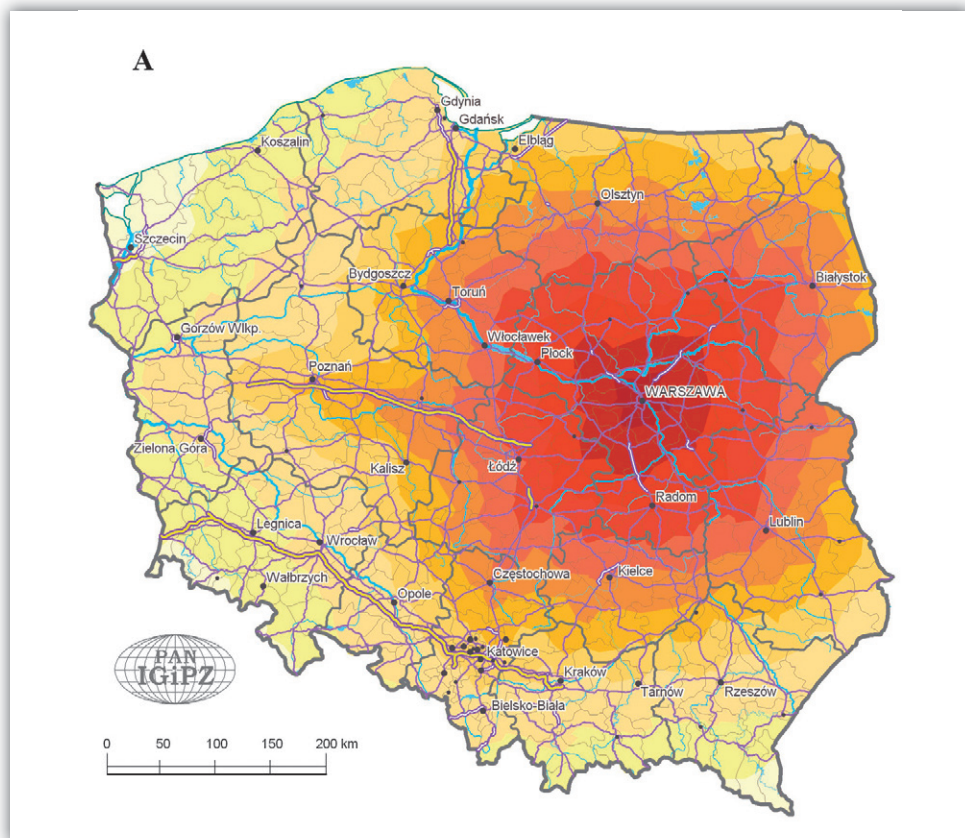 A
Gdynia
Gdańsk
Koszalin
Elbląg
Olsztyn
Szczecin
Bydgoszcz
Białystok
Toruń
Gorzów Wlkp.
Włocławek
Płock
Poznań
WARSZAWA
Zielona Góra
Kalisz
Łódź
Radom
Legnica
Lublin
Wrocław
Wałbrzych
Częstochowa
Kielce
Opole
PAN
IGiPZ
Katowice
Kraków
Tarnów
Rzeszów
Bielsko-Biała
0 50 100 150 200 km